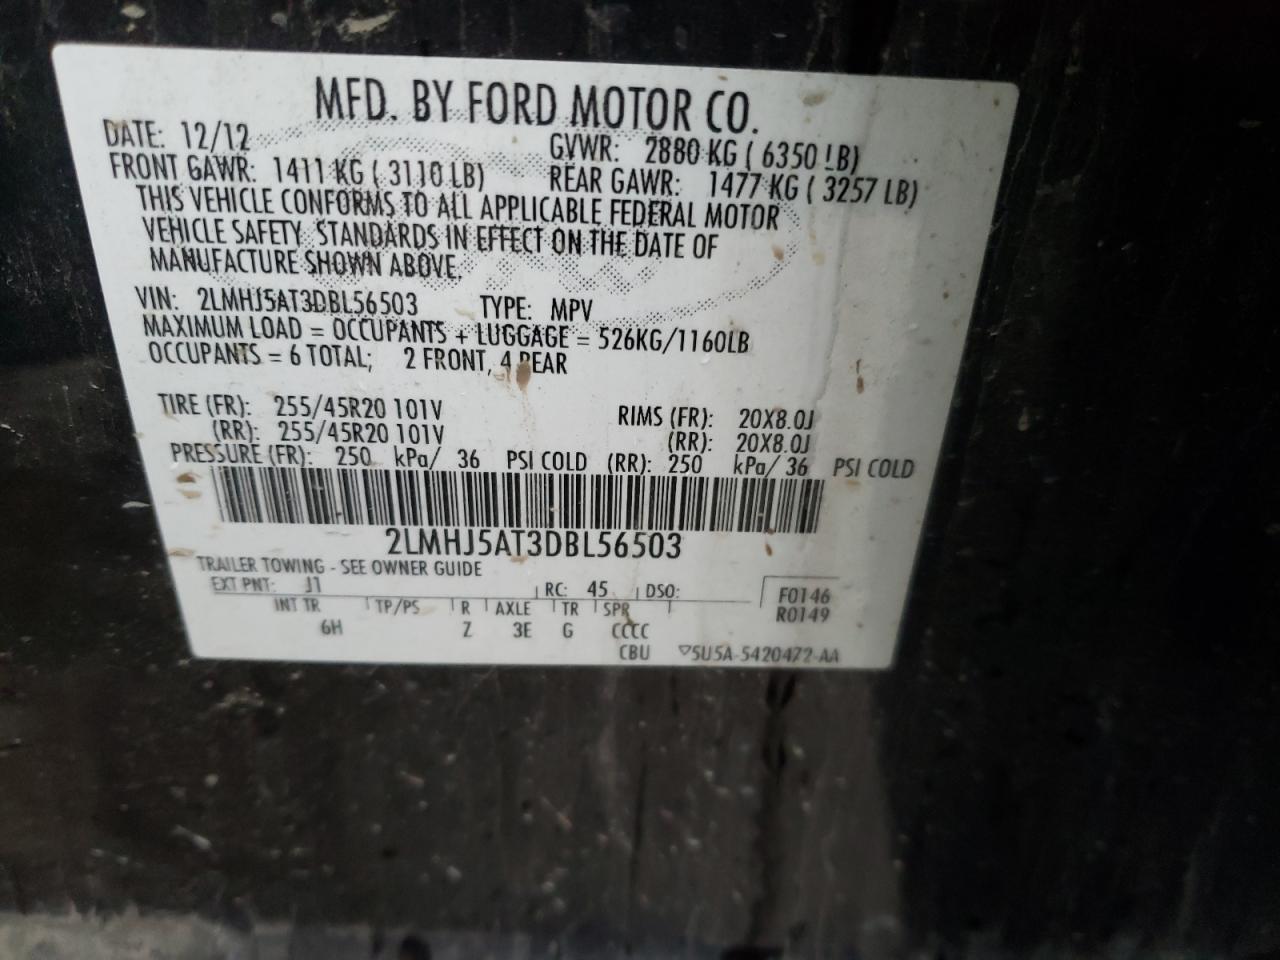 MFD. BY FORD MOTOR CO.
DATE: 12/12 GVWR: 2880 KG ( 6350 LB)
FRONT GAWR: 1411 KG ( 3110 LB) REAR GAWR: 1477 KG ( 3257 LB)
THIS VEHICLE CONFORMS TO ALL APPLICABLE FEDERAL MOTOR
VEHICLE SAFETY STANDARDS IN EFFECT ON THE DATE OF
MANUFACTURE SHOWN ABOVE.
VIN: 2LMHJ5AT3DBL56503 TYPE: MPV
MAXIMUM LOAD = OCCUPANTS + LUGGAGE = 526KG/1160LB
OCCUPANTS = 6 TOTAL; 2 FRONT, 4 REAR
TIRE (FR): 255/45R20 101V RIMS (FR): 20X8.0J
(RR): 255/45R20 101V (RR): 20X8.0J
PRESSURE (FR): 250 kPa/ 36 PSI COLD (RR): 250 kPa/ 36 PSI COLD
2LMHJ5AT3DBL56503
TRAILER TOWING - SEE OWNER GUIDE
EXT PNT: J1 RC: 45 DSO: F0146
INT TR TP/PS R AXLE TR SPR R0149
6H Z 3E G CCCC
CBU ▽5U5A-5420472-AA